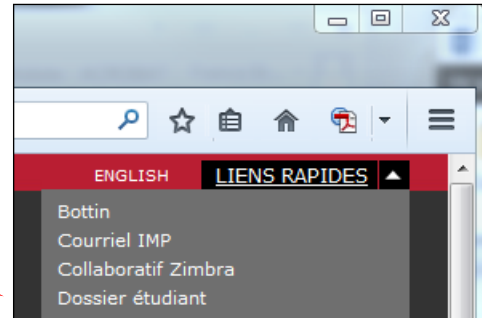 ENGLISH LIENS RAPIDES
Bottin
Courriel IMP
Collaboratif Zimbra
Dossier étudiant